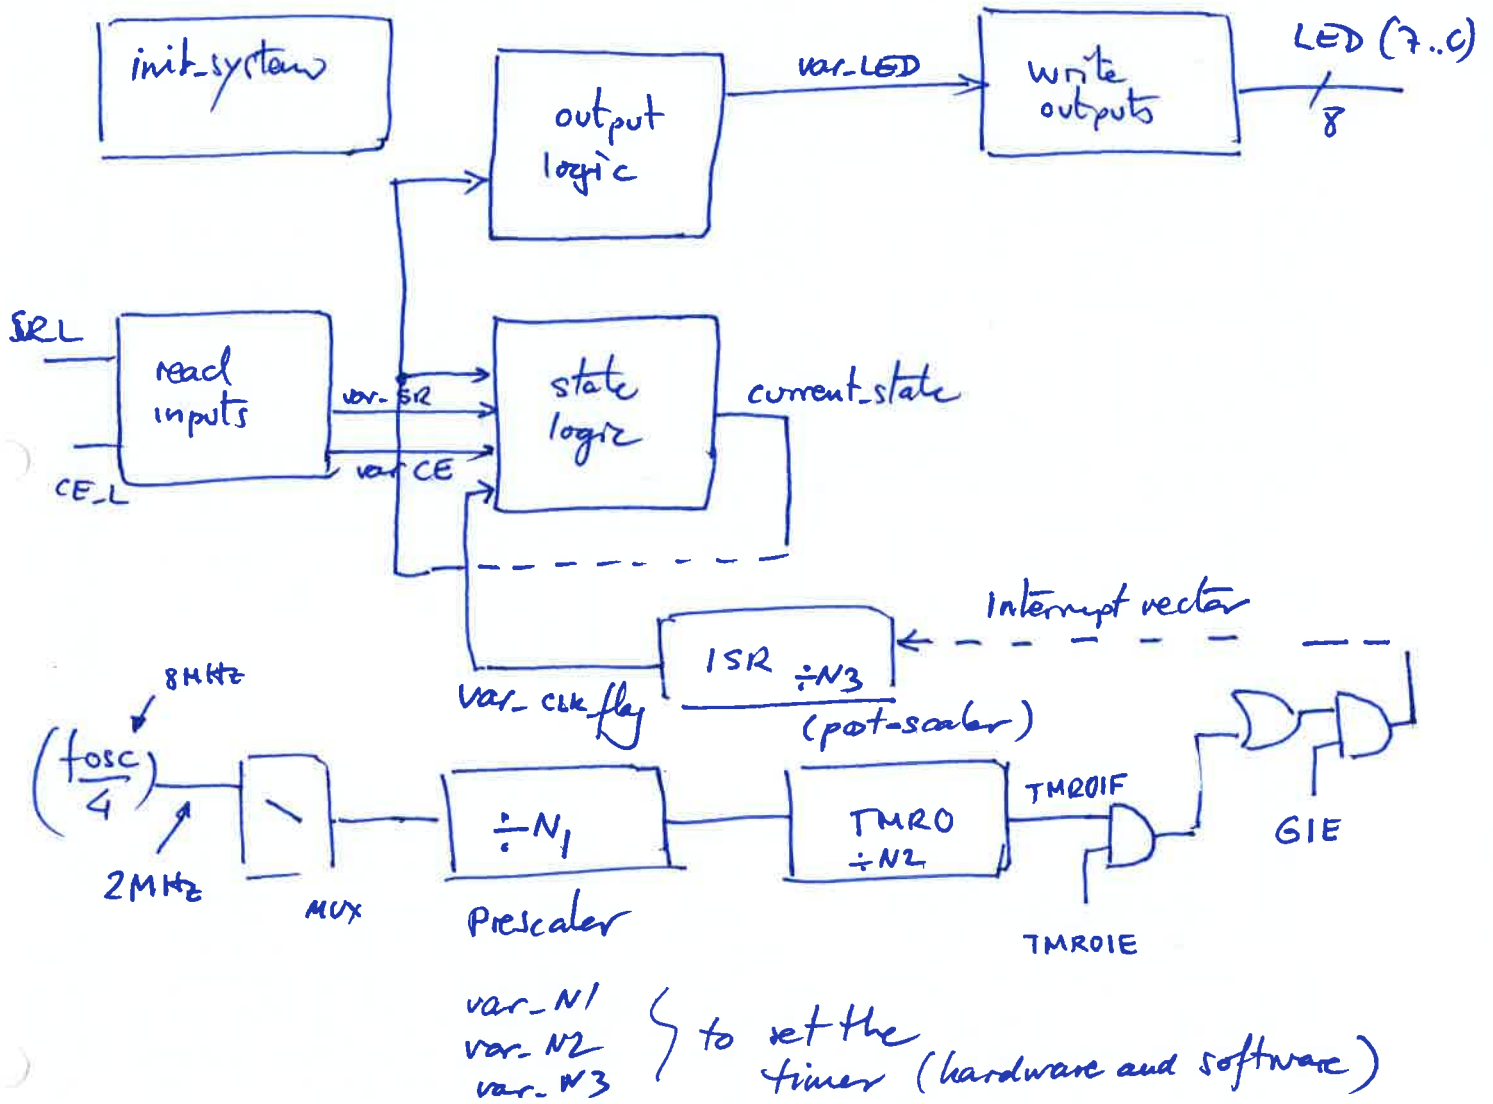 init_system
output
logic
var_LED
write
outputs
LED (7..0)
8
SR_L
CE_L
read
inputs
var_SR
var_CE
state
logic
current_state
Interrupt vector
ISR ÷N3
(post-scaler)
var_CLK_flag
8MHz
(fosc/4)
2MHz
MUX
÷N1
Prescaler
TMR0
÷N2
TMR0IF
TMR0IE
GIE
var_N1
var_N2
var_N3
to set the
timer (hardware and software)